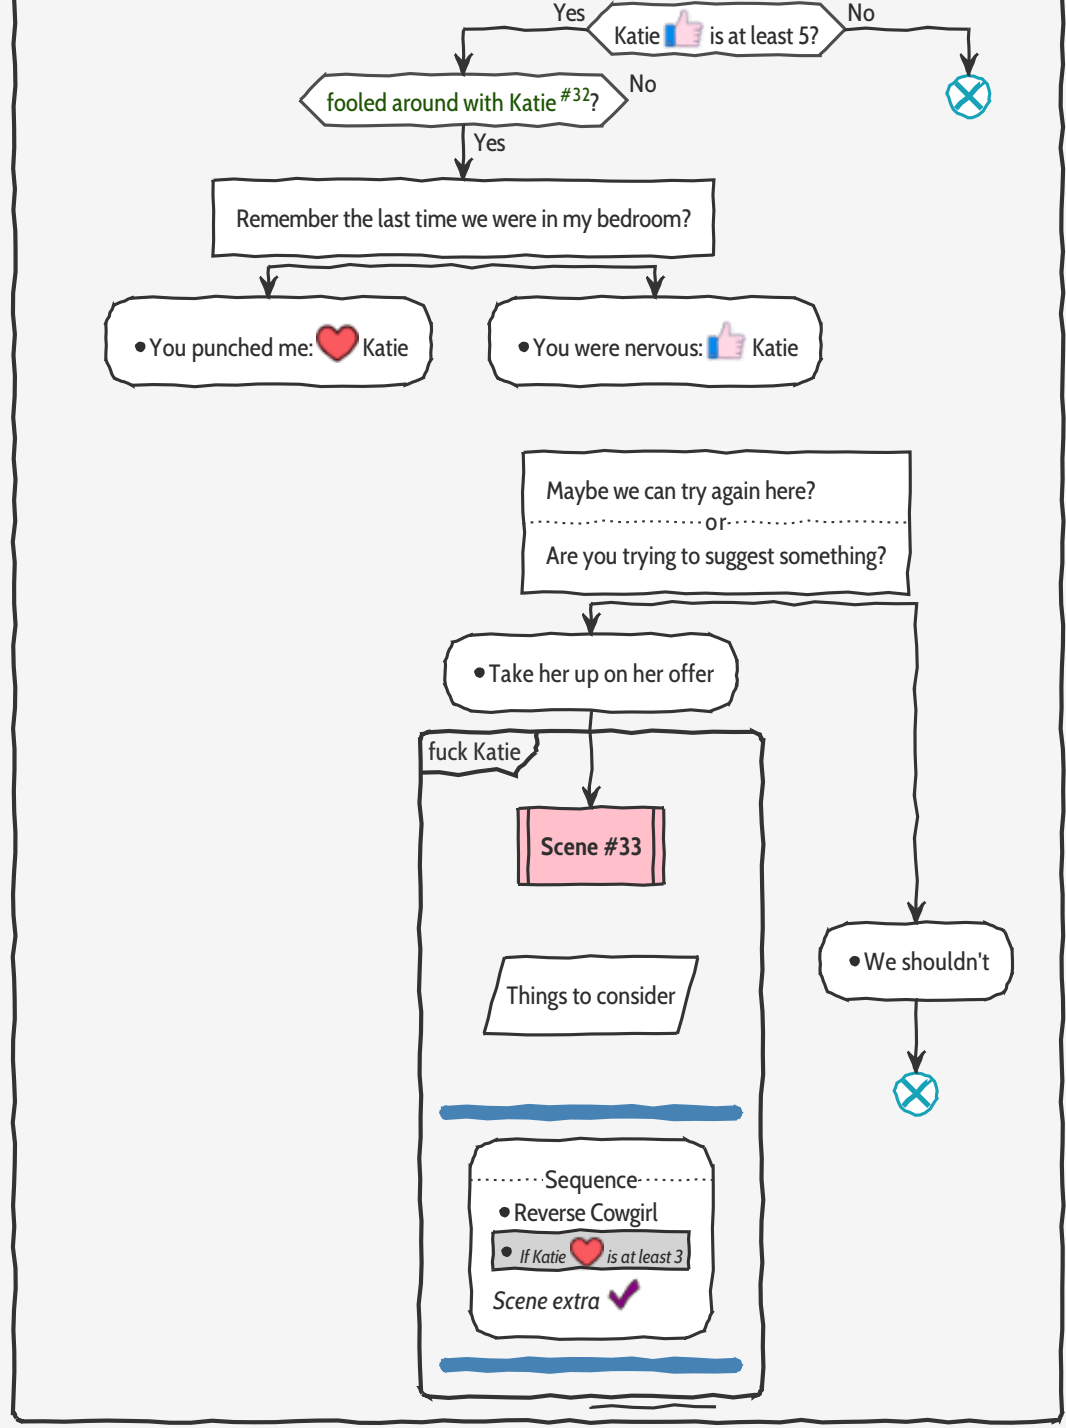 Yes
Katie is at least 5?
No
fooled around with Katie #32?
No
Yes
Remember the last time we were in my bedroom?
•You punched me: Katie
•You were nervous: Katie
Maybe we can try again here?
or
Are you trying to suggest something?
•Take her up on her offer
fuck Katie
Scene #33
Things to consider
•We shouldn't
Sequence
•Reverse Cowgirl
• If Katie is at least 3
Scene extra